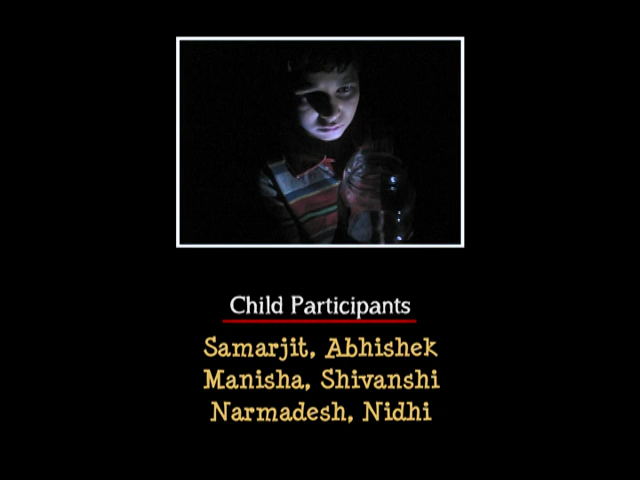 Child Participants
Samarjit, Abhishek
Manisha, Shivanshi
Narmadesh, Nidhi